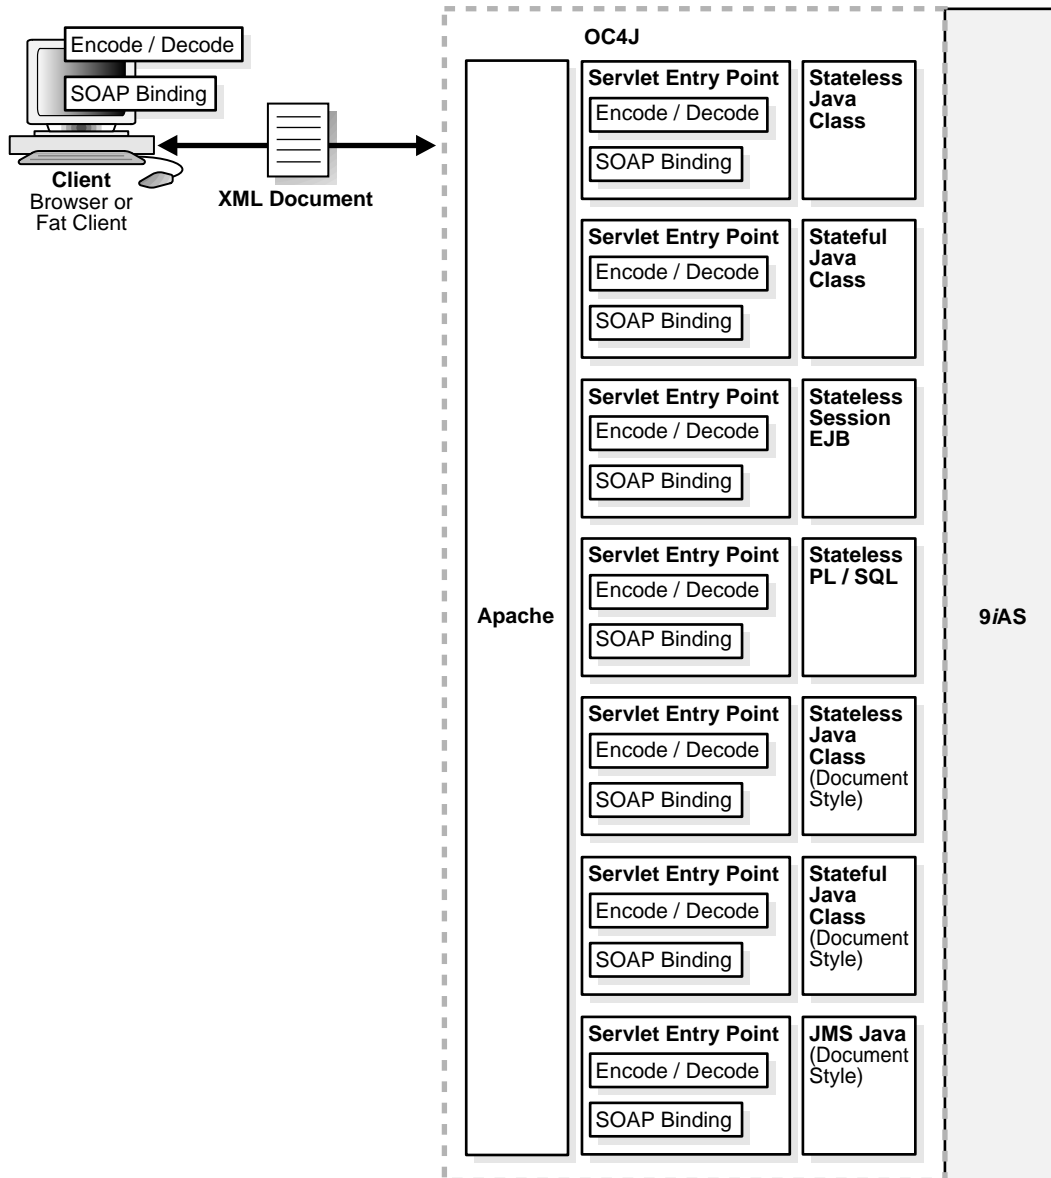 Encode / Decode
SOAP Binding
Client
Browser or
Fat Client
XML Document
OC4J
Apache
Servlet Entry Point
Encode / Decode
SOAP Binding
Stateless
Java
Class
Servlet Entry Point
Encode / Decode
SOAP Binding
Stateful
Java
Class
Servlet Entry Point
Encode / Decode
SOAP Binding
Stateless
Session
EJB
Servlet Entry Point
Encode / Decode
SOAP Binding
Stateless
PL / SQL
Servlet Entry Point
Encode / Decode
SOAP Binding
Stateless
Java
Class
(Document
Style)
Servlet Entry Point
Encode / Decode
SOAP Binding
Stateful
Java
Class
(Document
Style)
Servlet Entry Point
Encode / Decode
SOAP Binding
JMS Java
(Document
Style)
9iAS